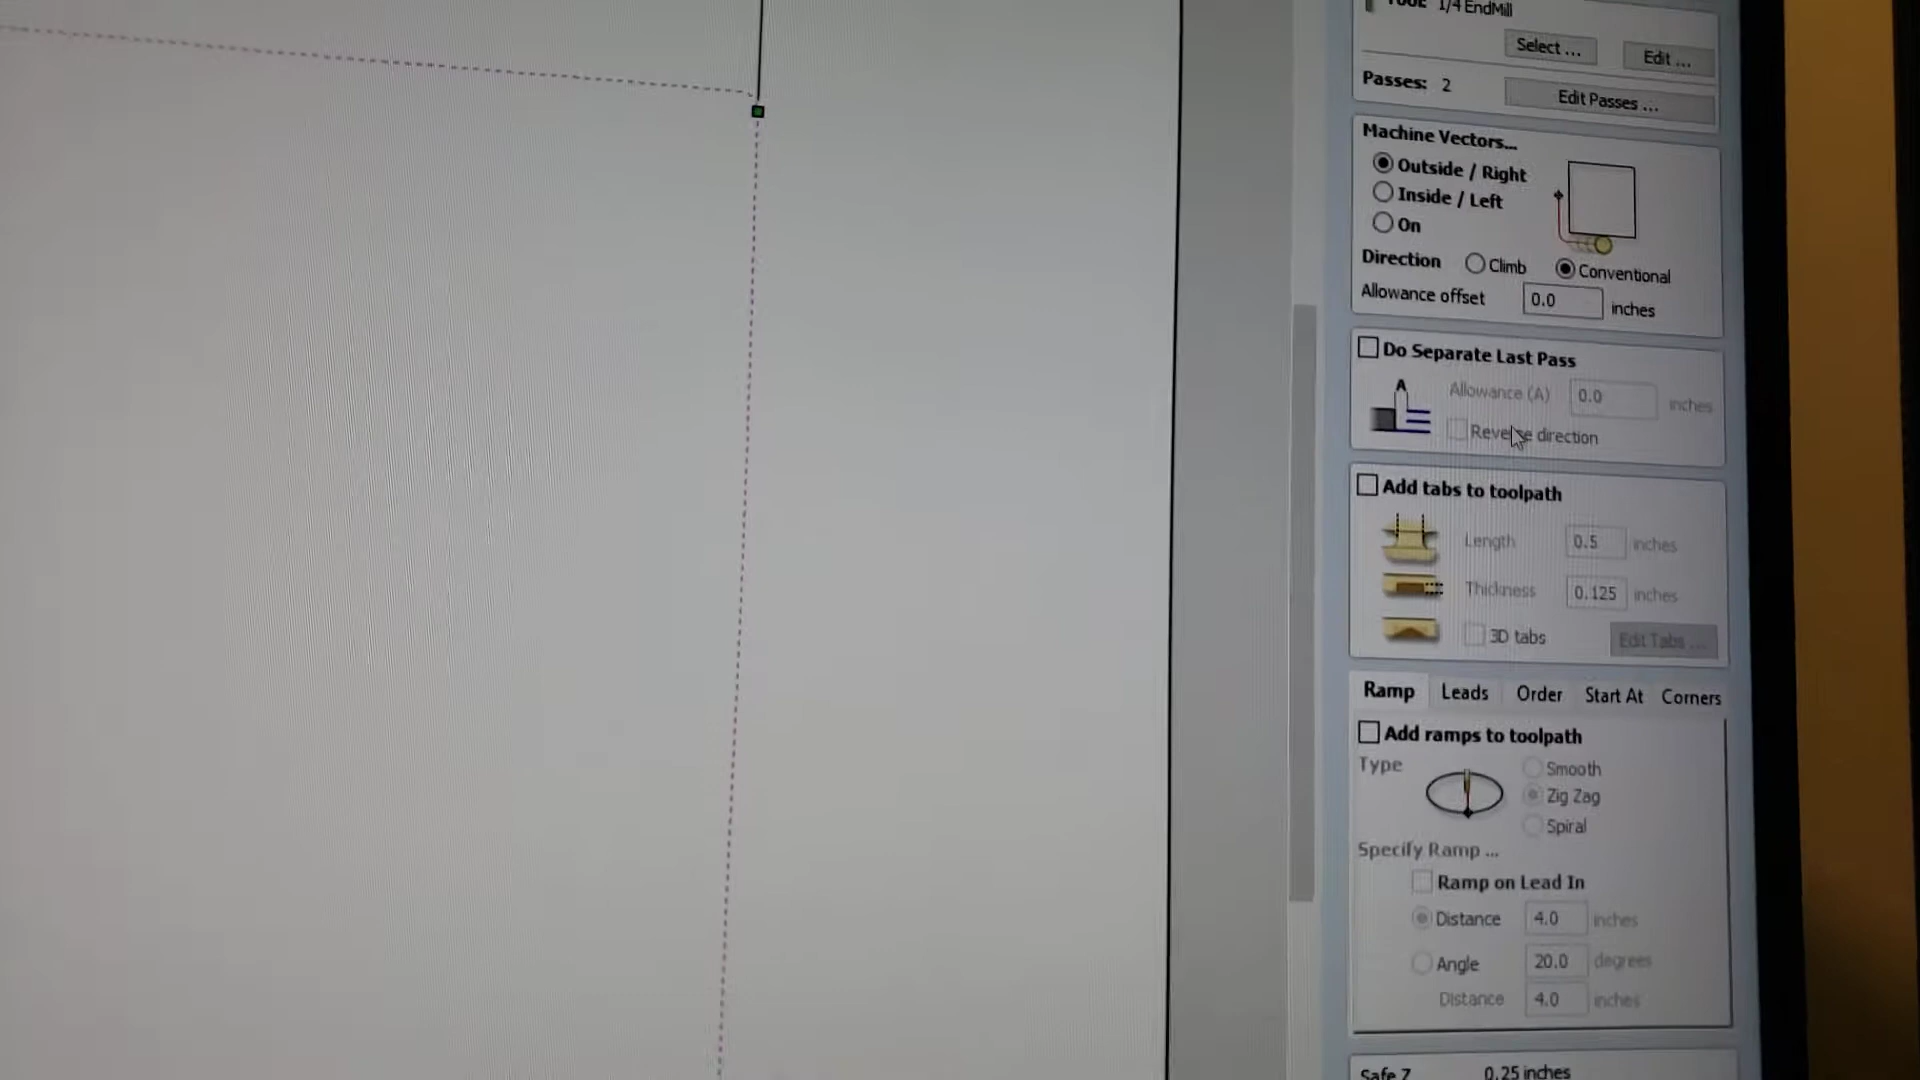 Tool: 1/4 EndMill
Select ...
Edit ...
Passes: 2
Edit Passes ...
Machine Vectors...
Outside / Right
Inside / Left
On
Direction Climb Conventional
Allowance offset 0.0 inches
Do Separate Last Pass
A
Allowance (A) 0.0 inches
Reverse direction
Add tabs to toolpath
Length 0.5 inches
Thickness 0.125 inches
3D tabs
Edit Tabs ...
Ramp Leads Order Start At Corners
Add ramps to toolpath
Type
Smooth
Zig Zag
Spiral
Specify Ramp ...
Ramp on Lead In
Distance 4.0 inches
Angle 20.0 degrees
Distance 4.0 inches
Safe Z 0.25 inches